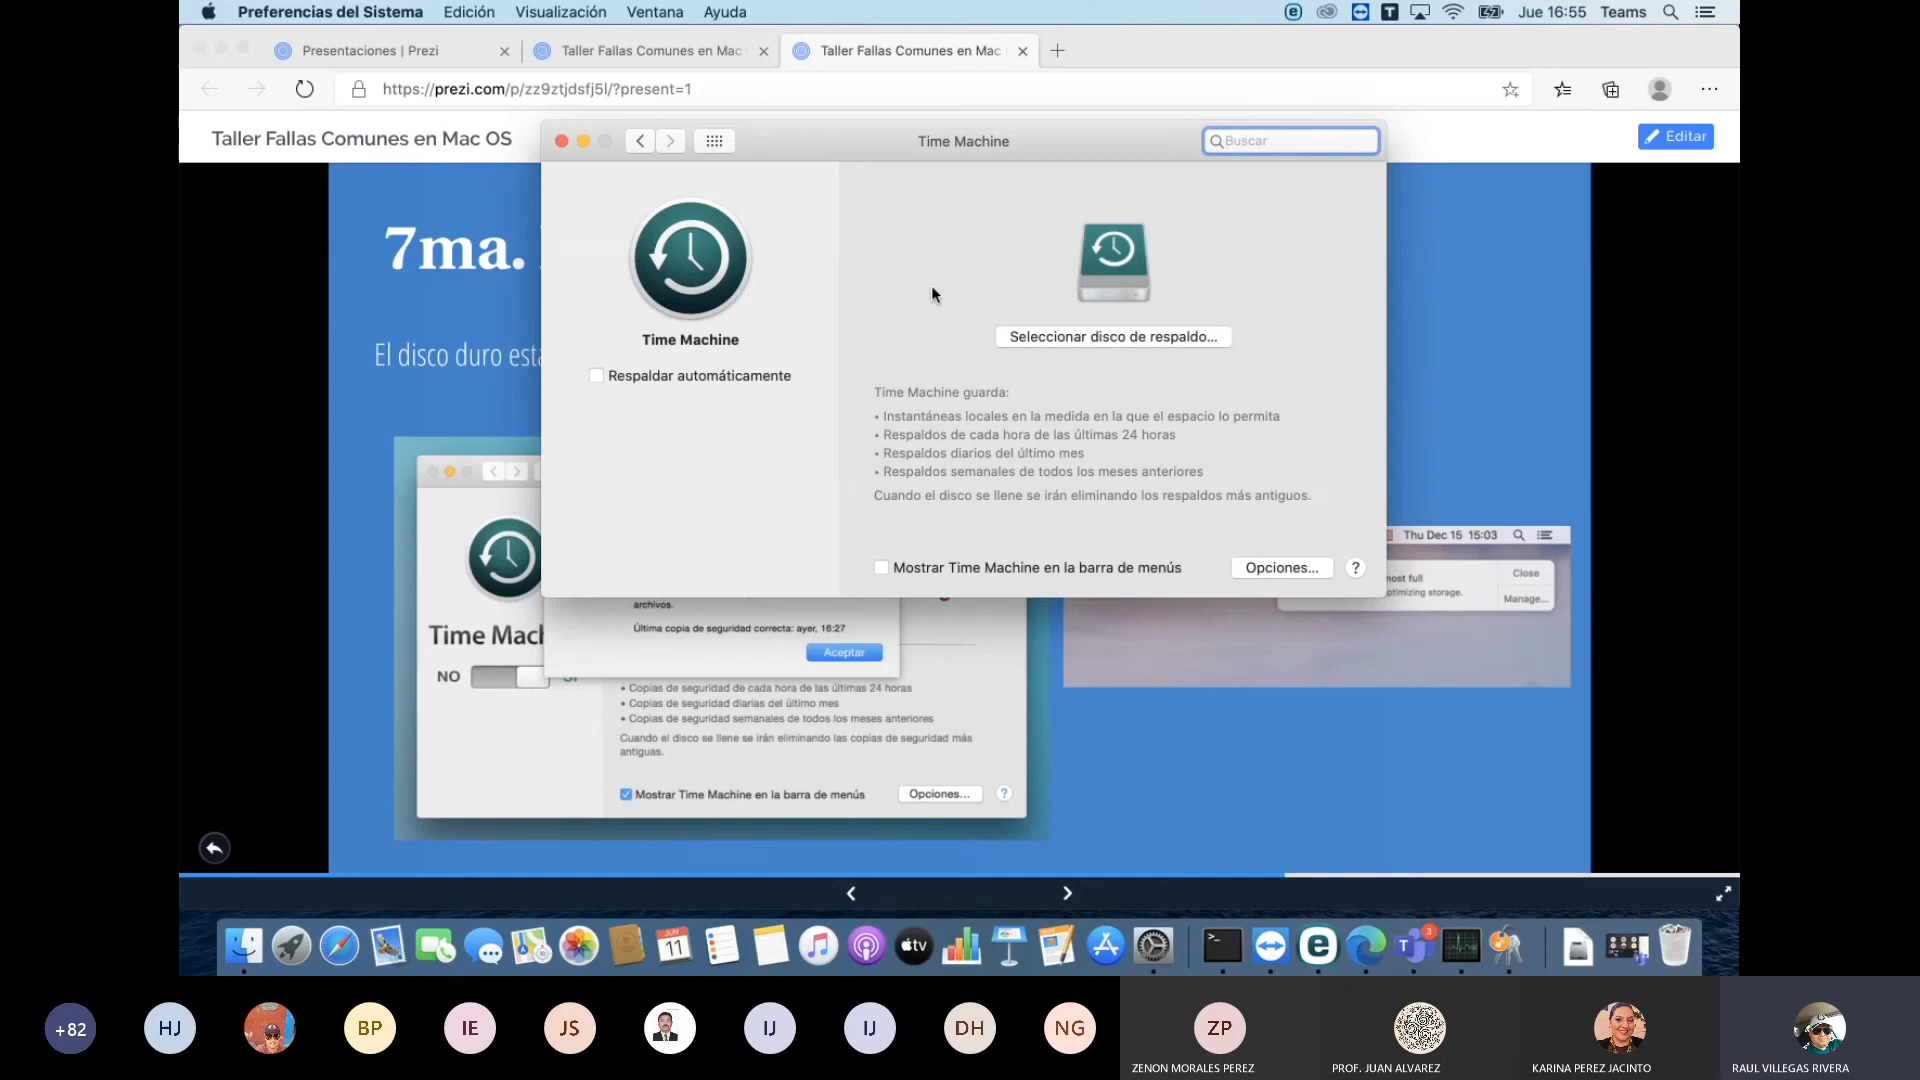 Preferencias del Sistema Edición Visualización Ventana Ayuda
Jue 16:55 Teams
Presentaciones | Prezi
Taller Fallas Comunes en Mac
Taller Fallas Comunes en Mac
https://prezi.com/p/zz9ztjdsfj5l/?present=1
Taller Fallas Comunes en Mac OS
Editar
Time Machine
Buscar
7ma.
El disco duro está
Time Machine
Respaldar automáticamente
Seleccionar disco de respaldo...
Time Machine guarda:
• Instantáneas locales en la medida en la que el espacio lo permita
• Respaldos de cada hora de las últimas 24 horas
• Respaldos diarios del último mes
• Respaldos semanales de todos los meses anteriores
Cuando el disco se llene se irán eliminando los respaldos más antiguos.
Mostrar Time Machine en la barra de menús
Opciones...
?
Thu Dec 15 15:03
most full
optimizing storage.
Close
Manage...
archivos.
Última copia de seguridad correcta: ayer, 16:27
Aceptar
Time Mach
NO
• Copias de seguridad de cada hora de las últimas 24 horas
• Copias de seguridad diarias del último mes
• Copias de seguridad semanales de todos los meses anteriores
Cuando el disco se llene se irán eliminando las copias de seguridad más
antiguas.
Mostrar Time Machine en la barra de menús
Opciones...
?
JUN
11
tv
3
+82
HJ
BP
IE
JS
IJ
IJ
DH
NG
ZP
ZENON MORALES PEREZ
PROF. JUAN ALVAREZ
KARINA PEREZ JACINTO
RAUL VILLEGAS RIVERA